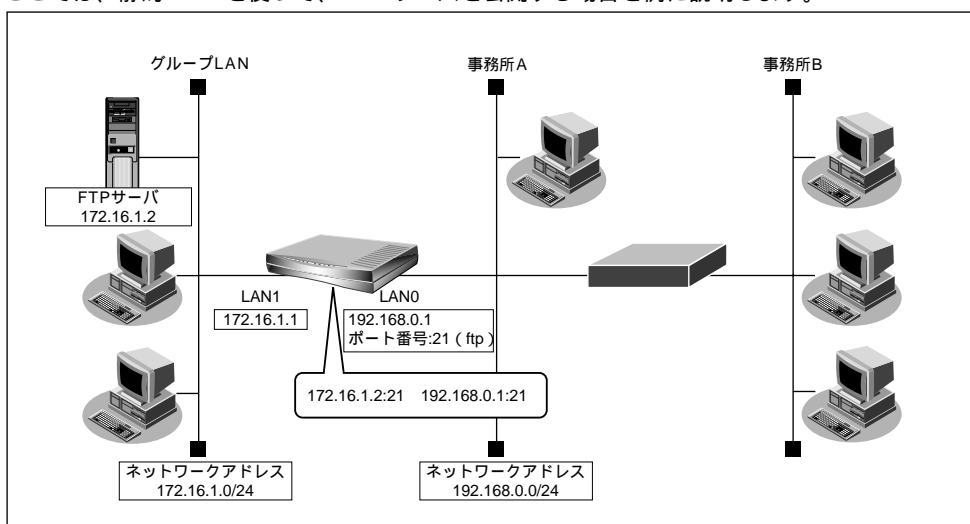 グループLAN
事務所A
事務所B
FTPサーバ
172.16.1.2
LAN1
172.16.1.1
LAN0
192.168.0.1
ポート番号:21(ftp)
172.16.1.2:21 192.168.0.1:21
ネットワークアドレス
172.16.1.0/24
ネットワークアドレス
192.168.0.0/24